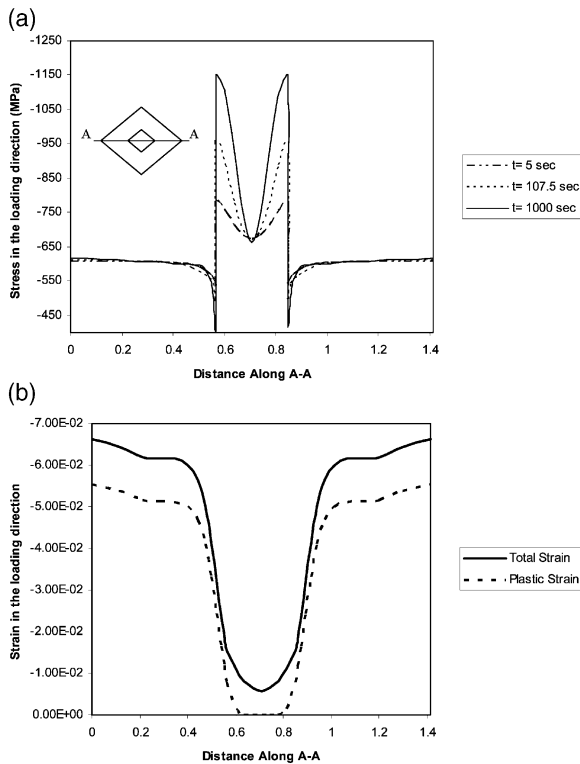 (a)
-1250
-1150
-1050
-950
-850
-750
-650
-550
-450
Stress in the loading direction (MPa)
A A
0 0.2 0.4 0.6 0.8 1 1.2 1.4
Distance Along A-A
t= 5 sec
t= 107.5 sec
t= 1000 sec
(b)
-7.00E-02
-6.00E-02
-5.00E-02
-4.00E-02
-3.00E-02
-2.00E-02
-1.00E-02
0.00E+00
Strain in the loading direction
0 0.2 0.4 0.6 0.8 1 1.2 1.4
Distance Along A-A
Total Strain
Plastic Strain